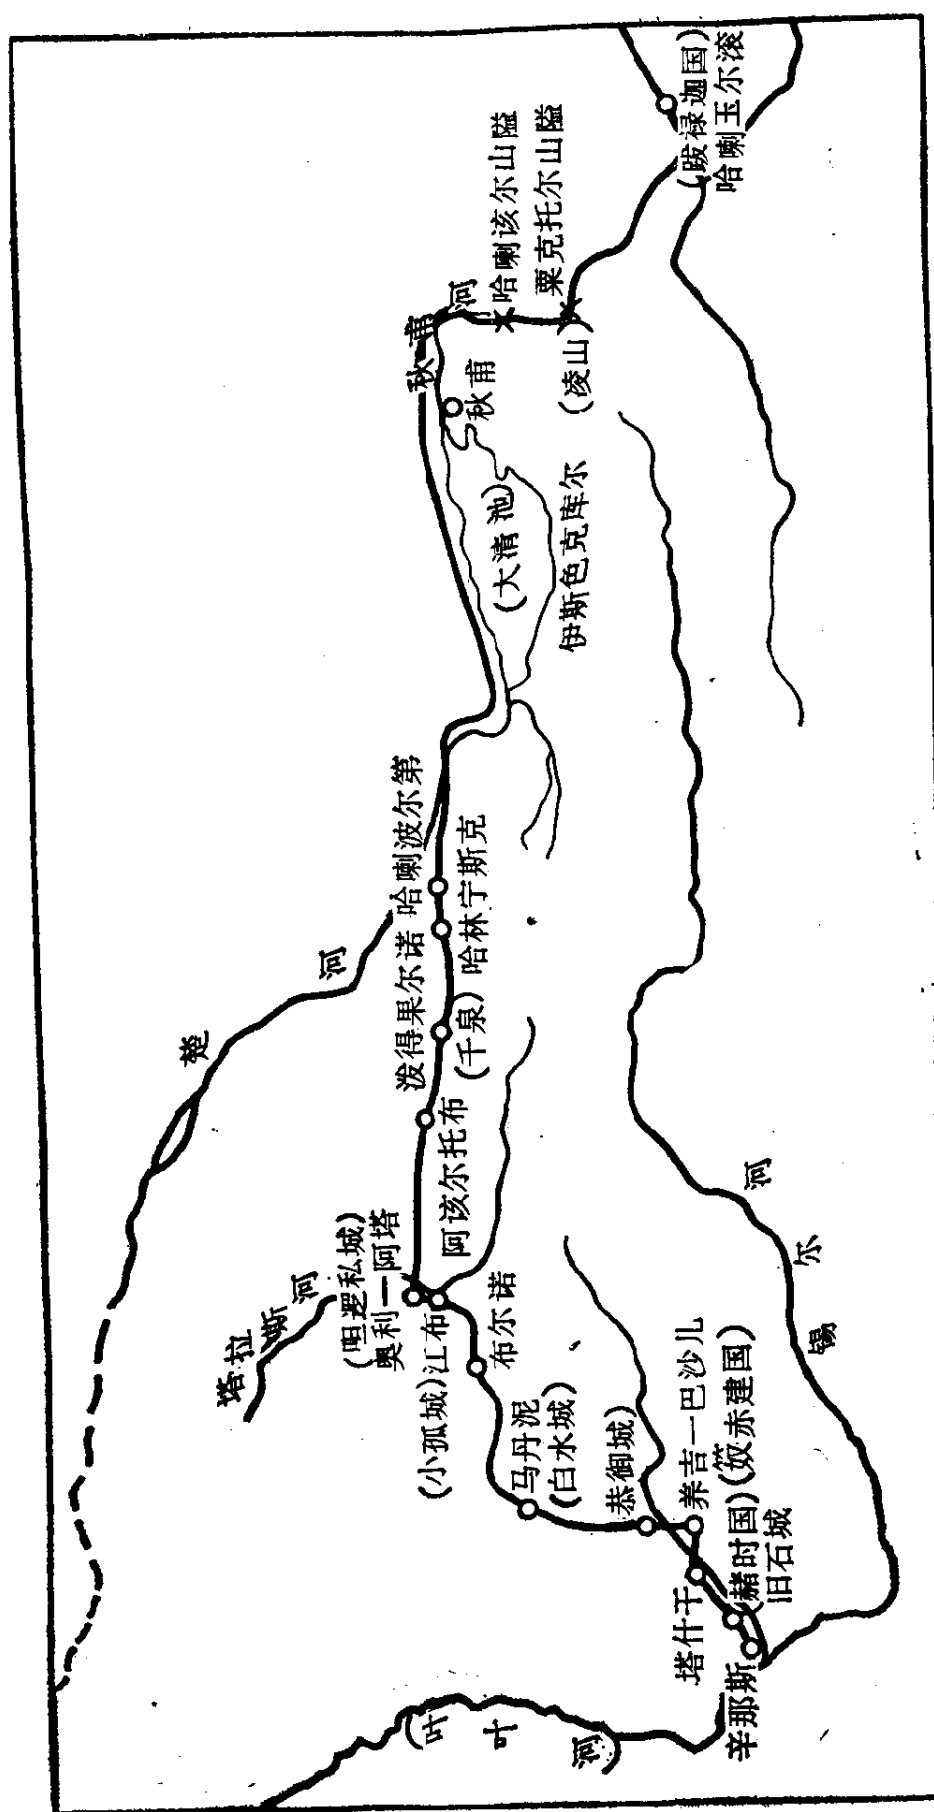 楚河
塔拉斯河
(呾逻私城)
奥利一阿塔
(小孤城)江布
布尔诺
阿该尔托布
泼得果尔诺
(千泉)
哈喇波尔第
哈林宁斯克
秋甫河
秋甫
哈喇该尔山隘
粟克托尔山隘
(凌山)
(大清池)
伊斯色克库尔
(跋禄迦国)
哈喇玉尔滚
马丹泥
(白水城)
恭御城)
养吉一巴沙儿
(笯赤建国)
塔什干
(赭时国)
旧石城
辛那斯
(叶叶河)
锡尔河